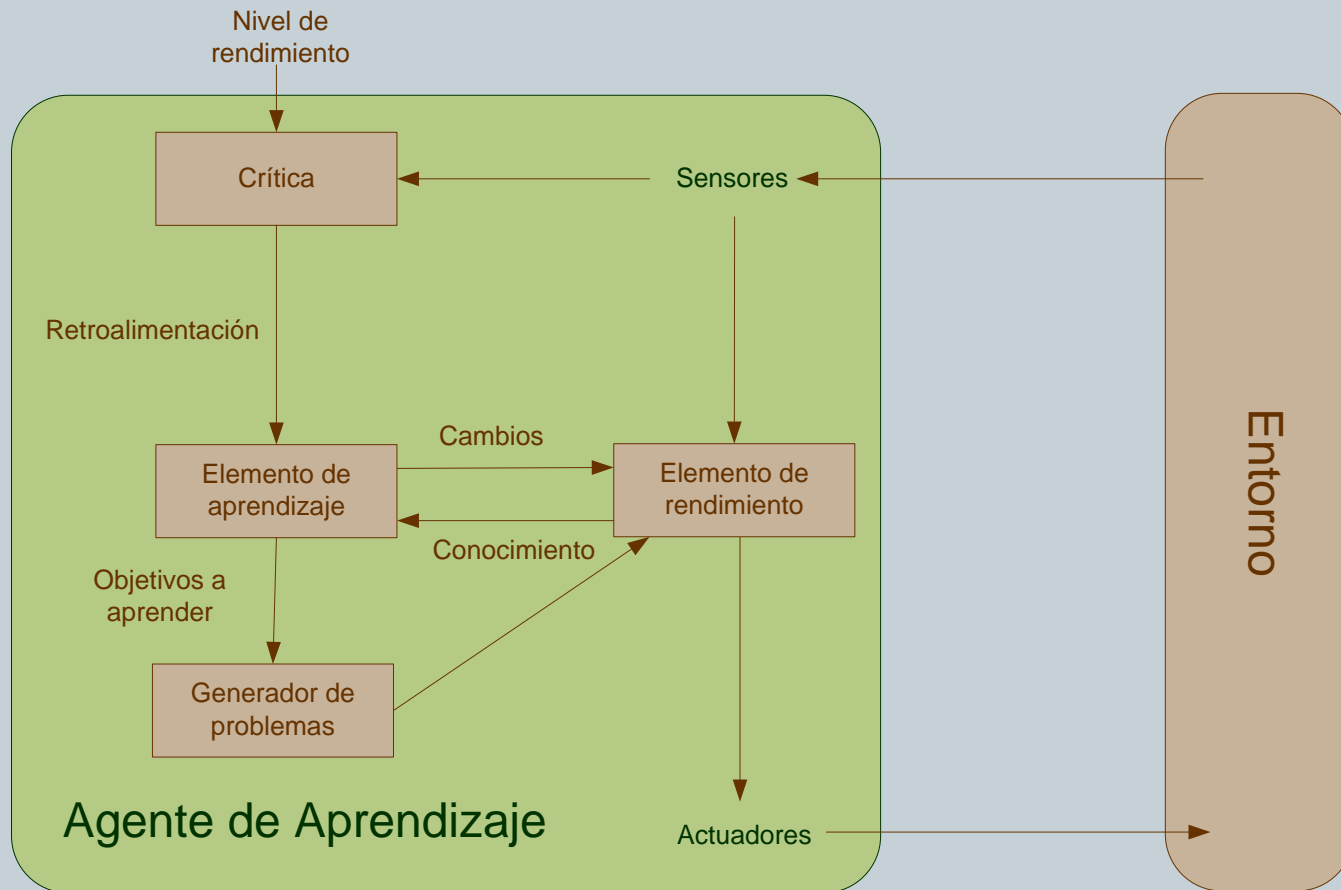 Nivel de
rendimiento
Crítica
Sensores
Retroalimentación
Cambios
Elemento de
aprendizaje
Elemento de
rendimiento
Conocimiento
Objetivos a
aprender
Generador de
problemas
Agente de Aprendizaje
Actuadores
Entorno